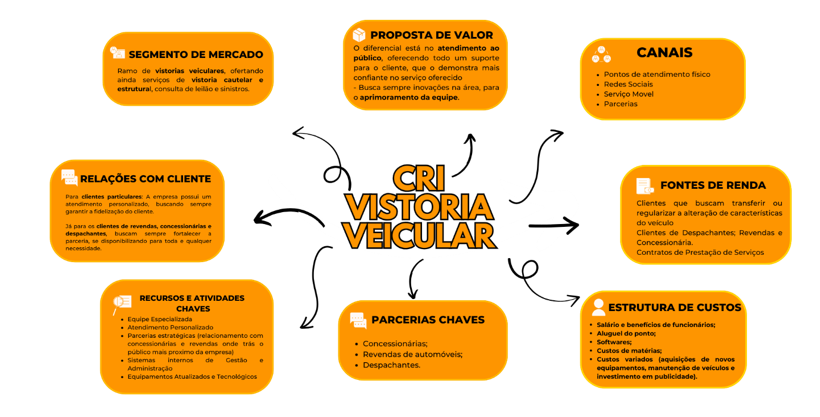 SEGMENTO DE MERCADO
Ramo de vistorias veiculares, ofertando
ainda serviços de vistoria cautelar e
estrutural, consulta de leilão e sinistros.
PROPOSTA DE VALOR
O diferencial está no atendimento ao
público, oferecendo todo um suporte
para o cliente, que o demonstra mais
confiante no serviço oferecido
- Busca sempre inovações na área, para
o aprimoramento da equipe.
CANAIS
• Pontos de atendimento físico
• Redes Sociais
• Serviço Movel
• Parcerias
RELAÇÕES COM CLIENTE
Para clientes particulares: A empresa possui um
atendimento personalizado, buscando sempre
garantir a fidelização do cliente.
Já para os clientes de revendas, concessionárias e
despachantes, buscam sempre fortalecer a
parceria, se disponibilizando para toda e qualquer
necessidade.
CRI
VISTORIA
VEICULAR
FONTES DE RENDA
Clientes que buscam transferir ou
regularizar a alteração de características
do veículo
Clientes de Despachantes; Revendas e
Concessionária.
Contratos de Prestação de Serviços
RECURSOS E ATIVIDADES
CHAVES
• Equipe Especializada
• Atendimento Personalizado
• Parcerias estratégicas (relacionamento com
concessionárias e revendas onde trás o
público mais proximo da empresa)
• Sistemas internos de Gestão e
Administração
• Equipamentos Atualizados e Tecnológicos
PARCERIAS CHAVES
• Concessionárias;
• Revendas de automóveis;
• Despachantes.
ESTRUTURA DE CUSTOS
• Salário e benefícios de funcionários;
• Aluguel do ponto;
• Softwares;
• Custos de matérias;
• Custos variados (aquisições de novos
equipamentos, manutenção de veículos e
investimento em publicidade).